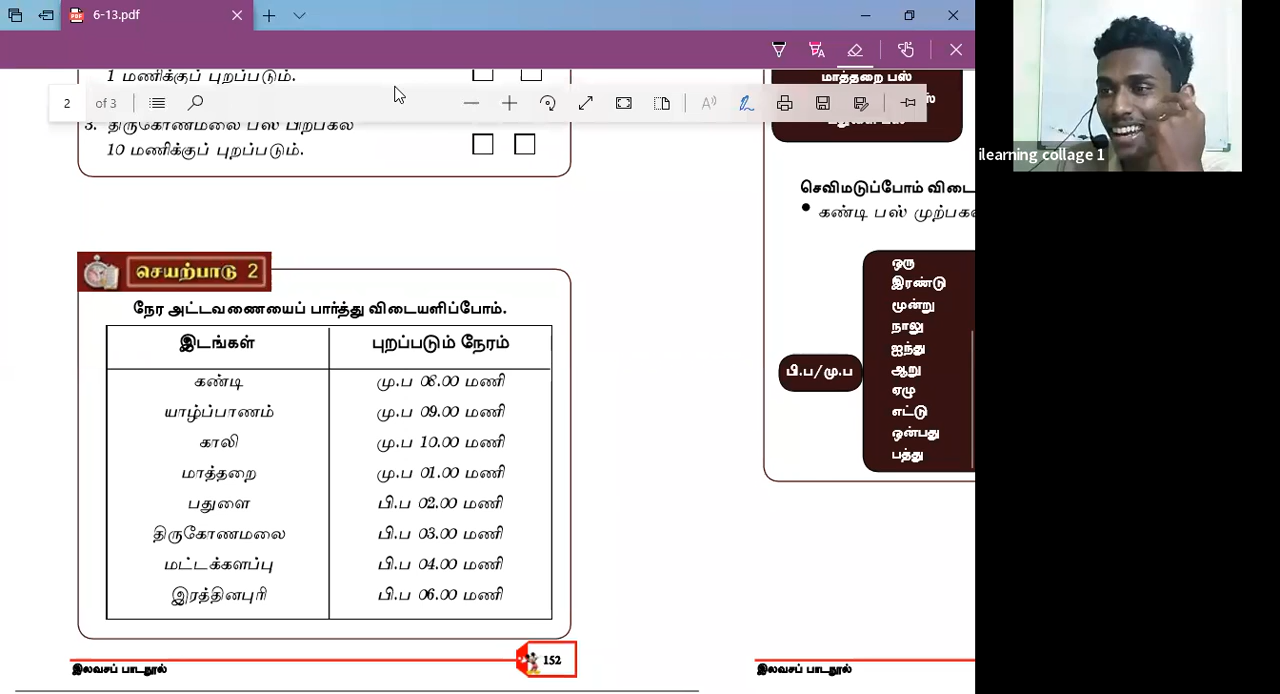 6-13.pdf
2 of 3
1 மணிக்குப் புறப்படும்.
3. திருகோணமலை பஸ் பிற்பகல்
10 மணிக்குப் புறப்படும்.
செயற்பாடு 2
நேர அட்டவணையைப் பார்த்து விடையளிப்போம்.
இடங்கள் புறப்படும் நேரம்
கண்டி மு.ப 08.00 மணி
யாழ்ப்பாணம் மு.ப 09.00 மணி
காலி மு.ப 10.00 மணி
மாத்தறை மு.ப 01.00 மணி
பதுளை பி.ப 02.00 மணி
திருகோணமலை பி.ப 03.00 மணி
மட்டக்களப்பு பி.ப 04.00 மணி
இரத்தினபுரி பி.ப 06.00 மணி
இலவசப் பாடநூல்
152
மாத்தறை பஸ்
செவிமடுப்போம் விடை
கண்டி பஸ் முற்பக
பி.ப/மு.ப
ஒரு
இரண்டு
மூன்று
நாலு
ஐந்து
ஆறு
ஏழு
எட்டு
ஒன்பது
பத்து
இலவசப் பாடநூல்
ilearning collage 1